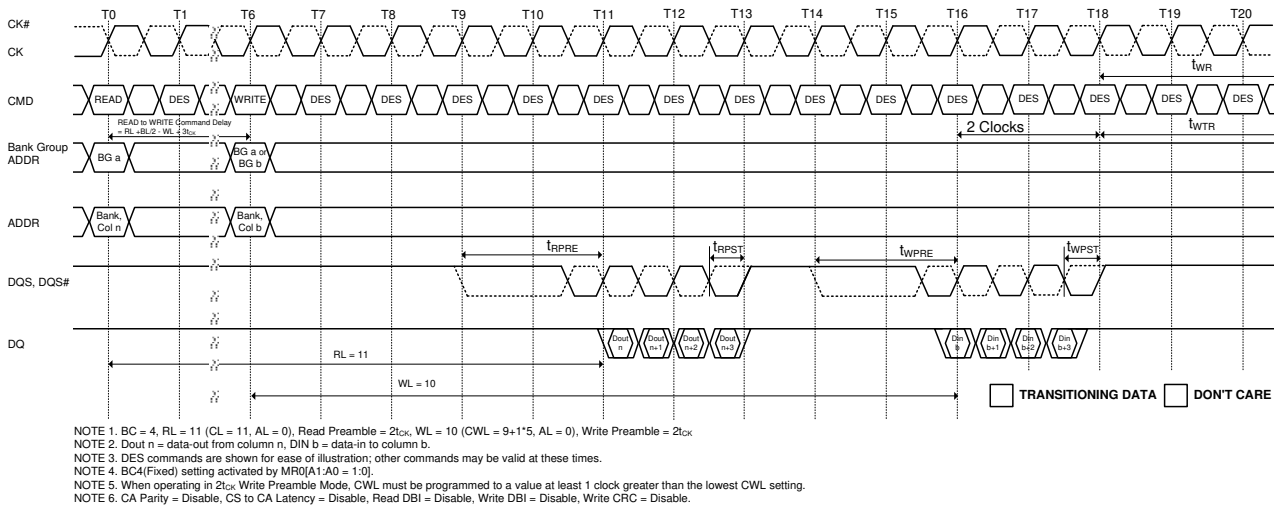 T0 T1 T6 T7 T8 T9 T10 T11 T12 T13 T14 T15 T16 T17 T18 T19 T20
CK#
CK
tWR
CMD READ DES WRITE DES DES DES DES DES DES DES DES DES DES DES DES DES DES
READ to WRITE Command Delay
= RL +BL/2 - WL + 3tCK
2 Clocks
tWTR
Bank Group
ADDR
BG a
BG a or
BG b
ADDR
Bank,
Col n
Bank,
Col b
tRPRE
tRPST
tWPRE
tWPST
DQS, DQS#
DQ
Dout
n
Dout
n+1
Dout
n+2
Dout
n+3
Din
b
Din
b+1
Din
b+2
Din
b+3
RL = 11
WL = 10
TRANSITIONING DATA
DON'T CARE
NOTE 1. BC = 4, RL = 11 (CL = 11, AL = 0), Read Preamble = 2tCK, WL = 10 (CWL = 9+1*5, AL = 0), Write Preamble = 2tCK
NOTE 2. Dout n = data-out from column n, DIN b = data-in to column b.
NOTE 3. DES commands are shown for ease of illustration; other commands may be valid at these times.
NOTE 4. BC4(Fixed) setting activated by MR0[A1:A0 = 1:0].
NOTE 5. When operating in 2tCK Write Preamble Mode, CWL must be programmed to a value at least 1 clock greater than the lowest CWL setting.
NOTE 6. CA Parity = Disable, CS to CA Latency = Disable, Read DBI = Disable, Write DBI = Disable, Write CRC = Disable.